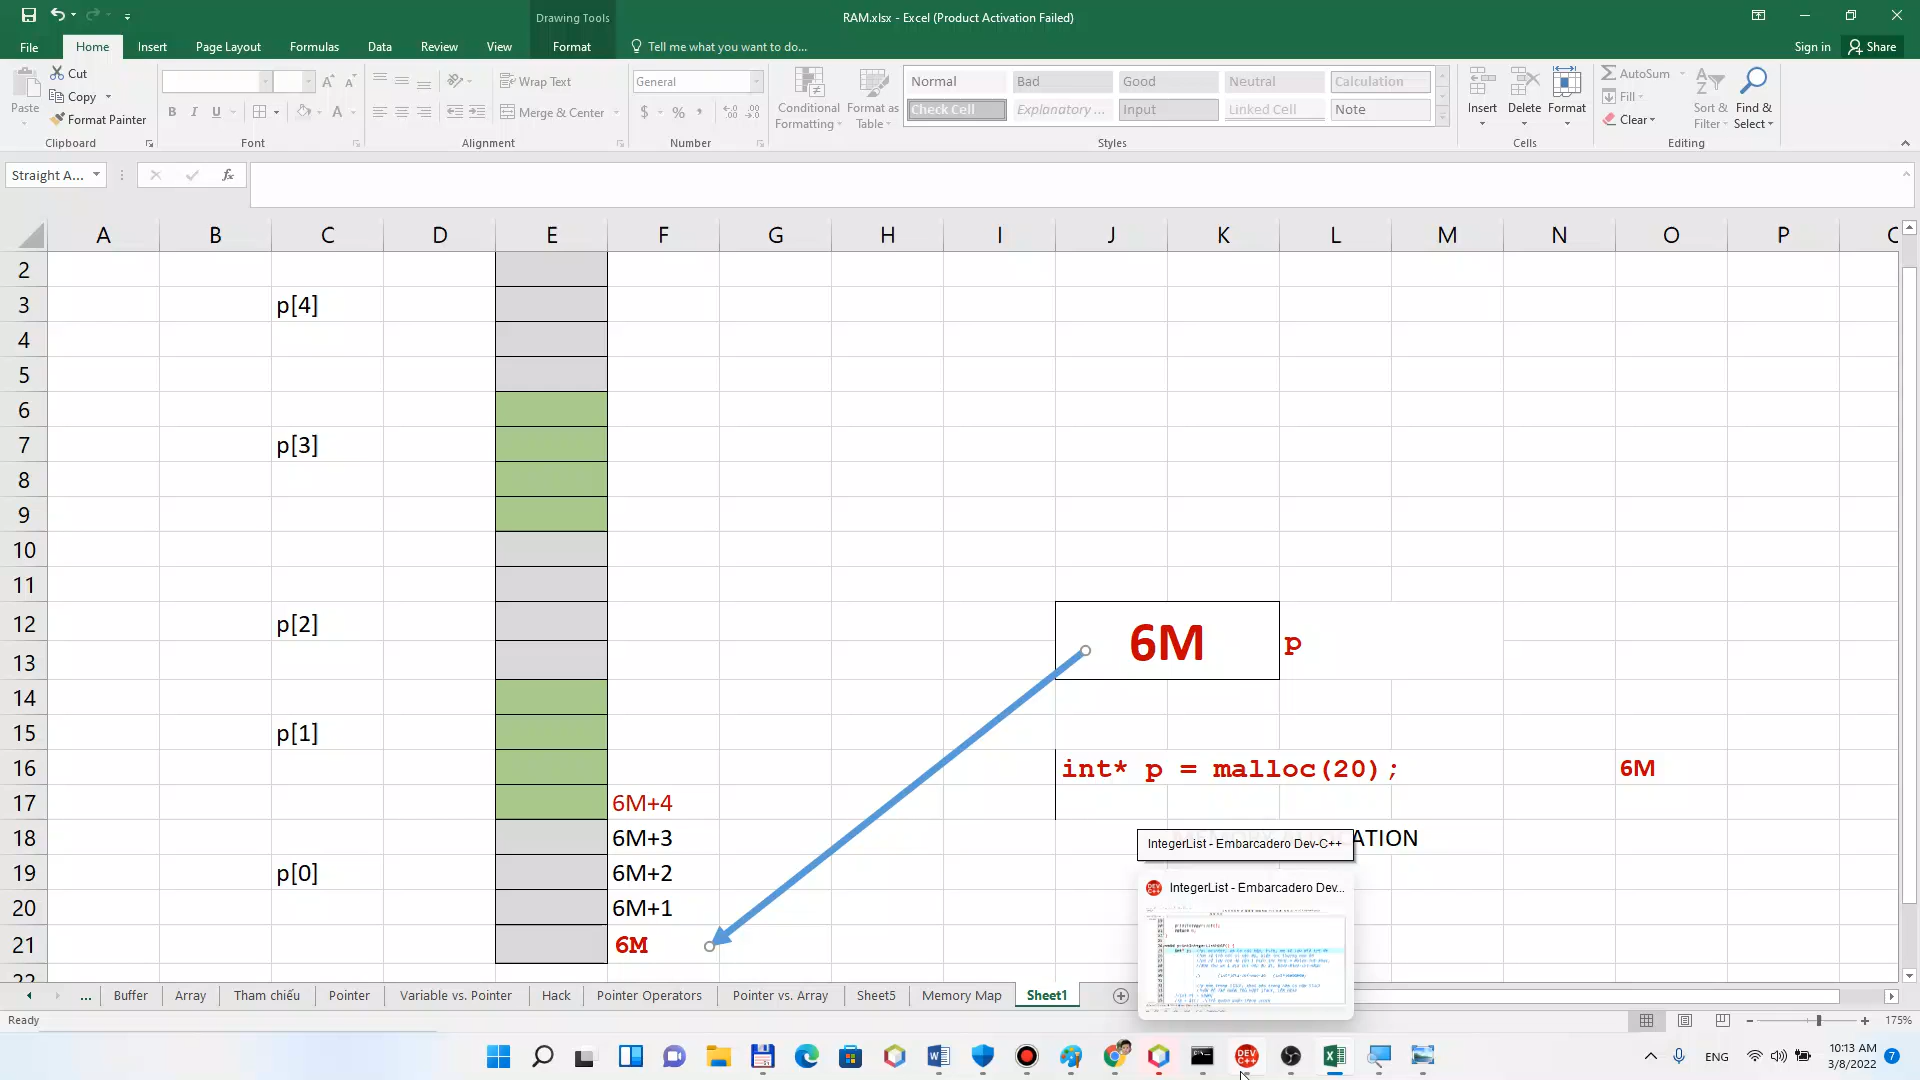 Drawing Tools
RAM.xlsx - Excel (Product Activation Failed)
File Home Insert Page Layout Formulas Data Review View Format Tell me what you want to do... Sign in Share
Paste
Cut
Copy
Format Painter
Clipboard
B I U
Font
Wrap Text
Merge & Center
Alignment
General
$ %
Number
Conditional Formatting
Format as Table
Normal Bad Good Neutral Calculation
Check Cell Explanatory ... Input Linked Cell Note
Styles
Insert Delete Format
Cells
AutoSum
Fill
Clear
Sort & Filter
Find & Select
Editing
Straight A...
fx
A B C D E F G H I J K L M N O P
2
3 p[4]
4
5
6
7 p[3]
8
9
10
11
12 p[2]
6M p
13
14
15 p[1]
16 int* p = malloc(20); 6M
17 6M+4
18 6M+3 ATION
19 p[0] 6M+2
20 6M+1
21 6M
22
IntegerList - Embarcadero Dev-C++
IntegerList - Embarcadero Dev...
... Buffer Array Tham chiếu Pointer Variable vs. Pointer Hack Pointer Operators Pointer vs. Array Sheet5 Memory Map Sheet1
Ready
175%
DEV C++
ENG
10:13 AM
3/8/2022
7